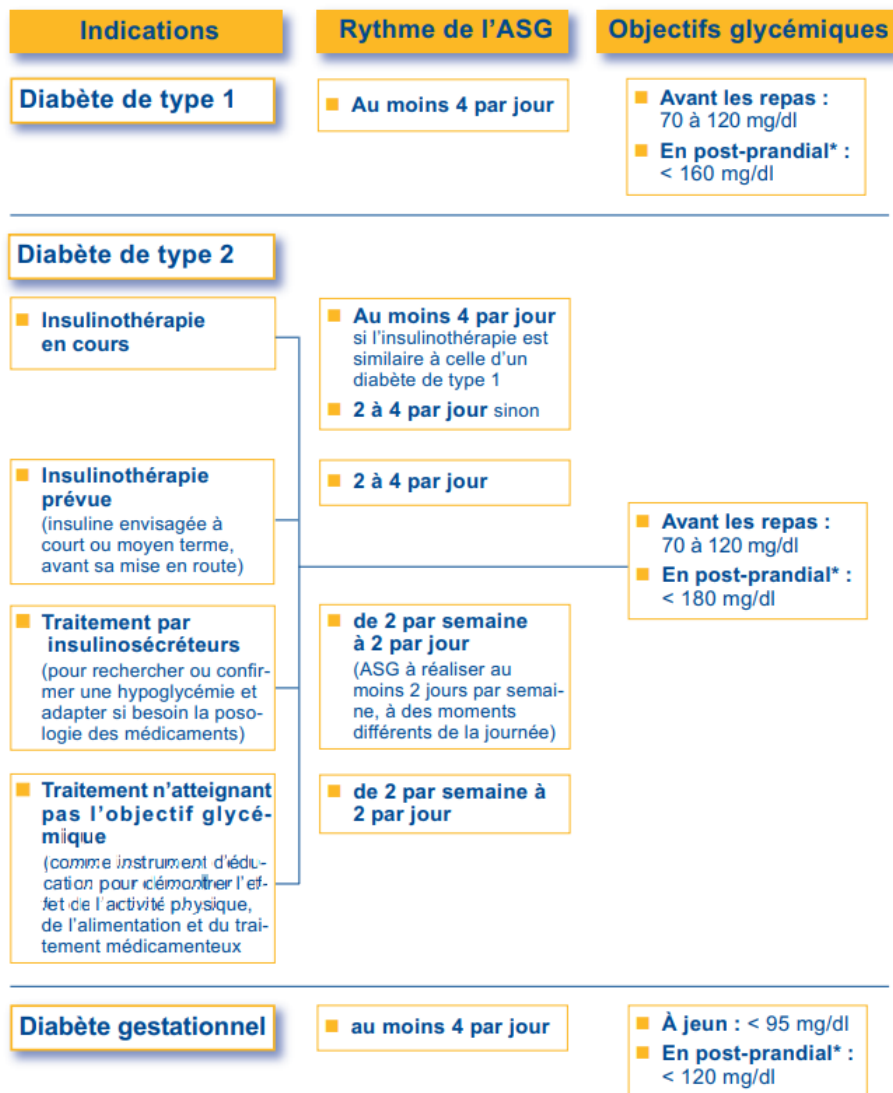 Indications
Rythme de l'ASG
Objectifs glycémiques
Diabète de type 1
Au moins 4 par jour
Avant les repas :
70 à 120 mg/dl
En post-prandial* :
< 160 mg/dl
Diabète de type 2
Insulinothérapie
en cours
Au moins 4 par jour
si l'insulinothérapie est
similaire à celle d'un
diabète de type 1
2 à 4 par jour sinon
Insulinothérapie
prévue
(insuline envisagée à
court ou moyen terme,
avant sa mise en route)
2 à 4 par jour
Avant les repas :
70 à 120 mg/dl
En post-prandial* :
< 180 mg/dl
Traitement par
insulinosécréteurs
(pour rechercher ou confir-
mer une hypoglycémie et
adapter si besoin la poso-
logie des médicaments)
de 2 par semaine
à 2 par jour
(ASG à réaliser au
moins 2 jours par semai-
ne, à des moments
différents de la journée)
Traitement n'atteignant
pas l'objectif glycé-
mique
(comme instrument d'édu-
cation pour démontrer l'ef-
fet de l'activité physique,
de l'alimentation et du trai-
tement médicamenteux
de 2 par semaine à
2 par jour
Diabète gestationnel
au moins 4 par jour
À jeun : < 95 mg/dl
En post-prandial* :
< 120 mg/dl